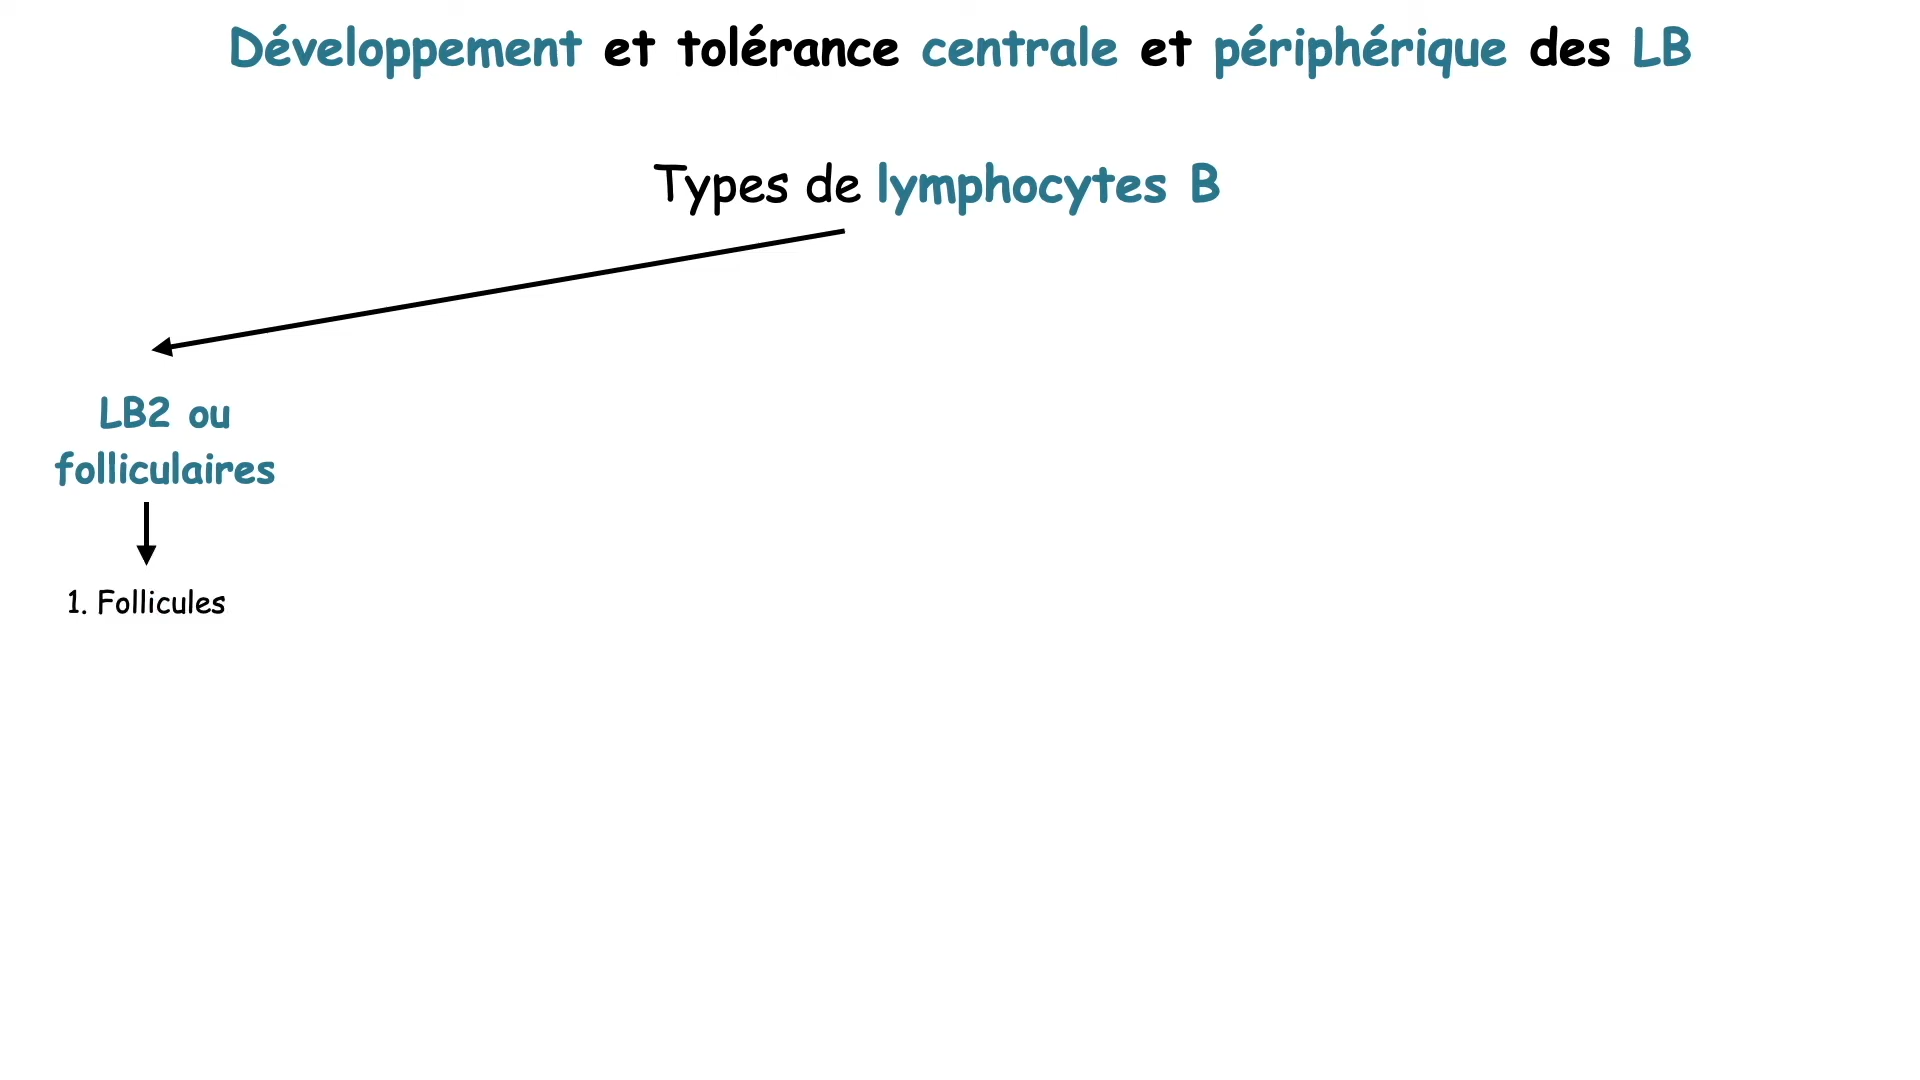 Développement et tolérance centrale et périphérique des LB
Types de lymphocytes B
LB2 ou
folliculaires
1. Follicules